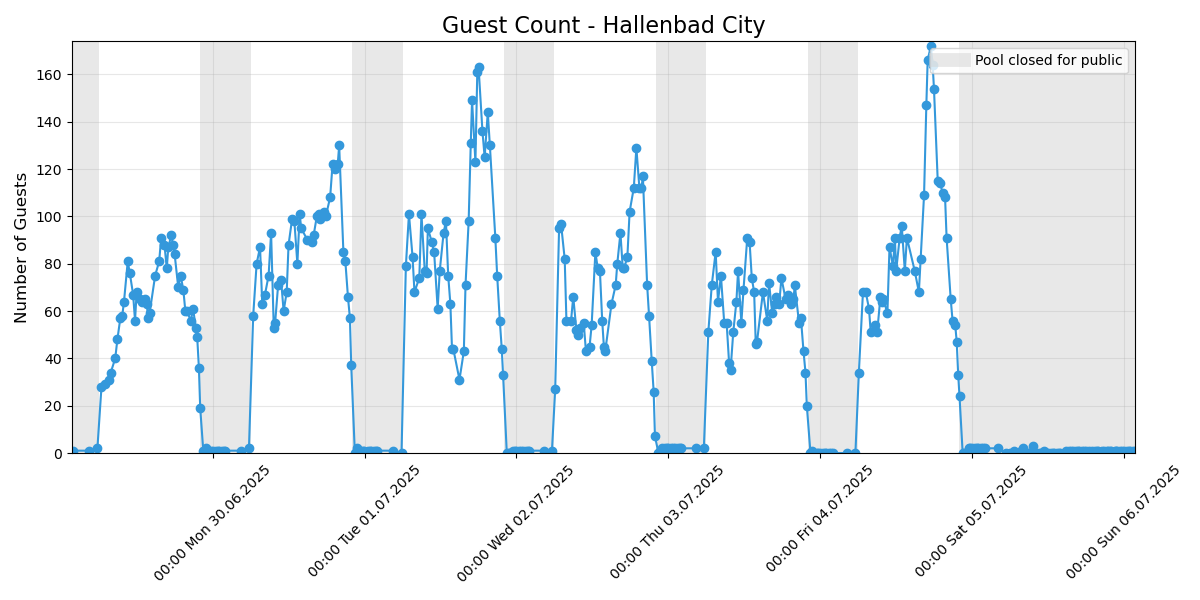 Guest Count - Hallenbad City
Pool closed for public
Number of Guests
160
140
120
100
80
60
40
20
0
00:00 Mon 30.06.2025
00:00 Tue 01.07.2025
00:00 Wed 02.07.2025
00:00 Thu 03.07.2025
00:00 Fri 04.07.2025
00:00 Sat 05.07.2025
00:00 Sun 06.07.2025